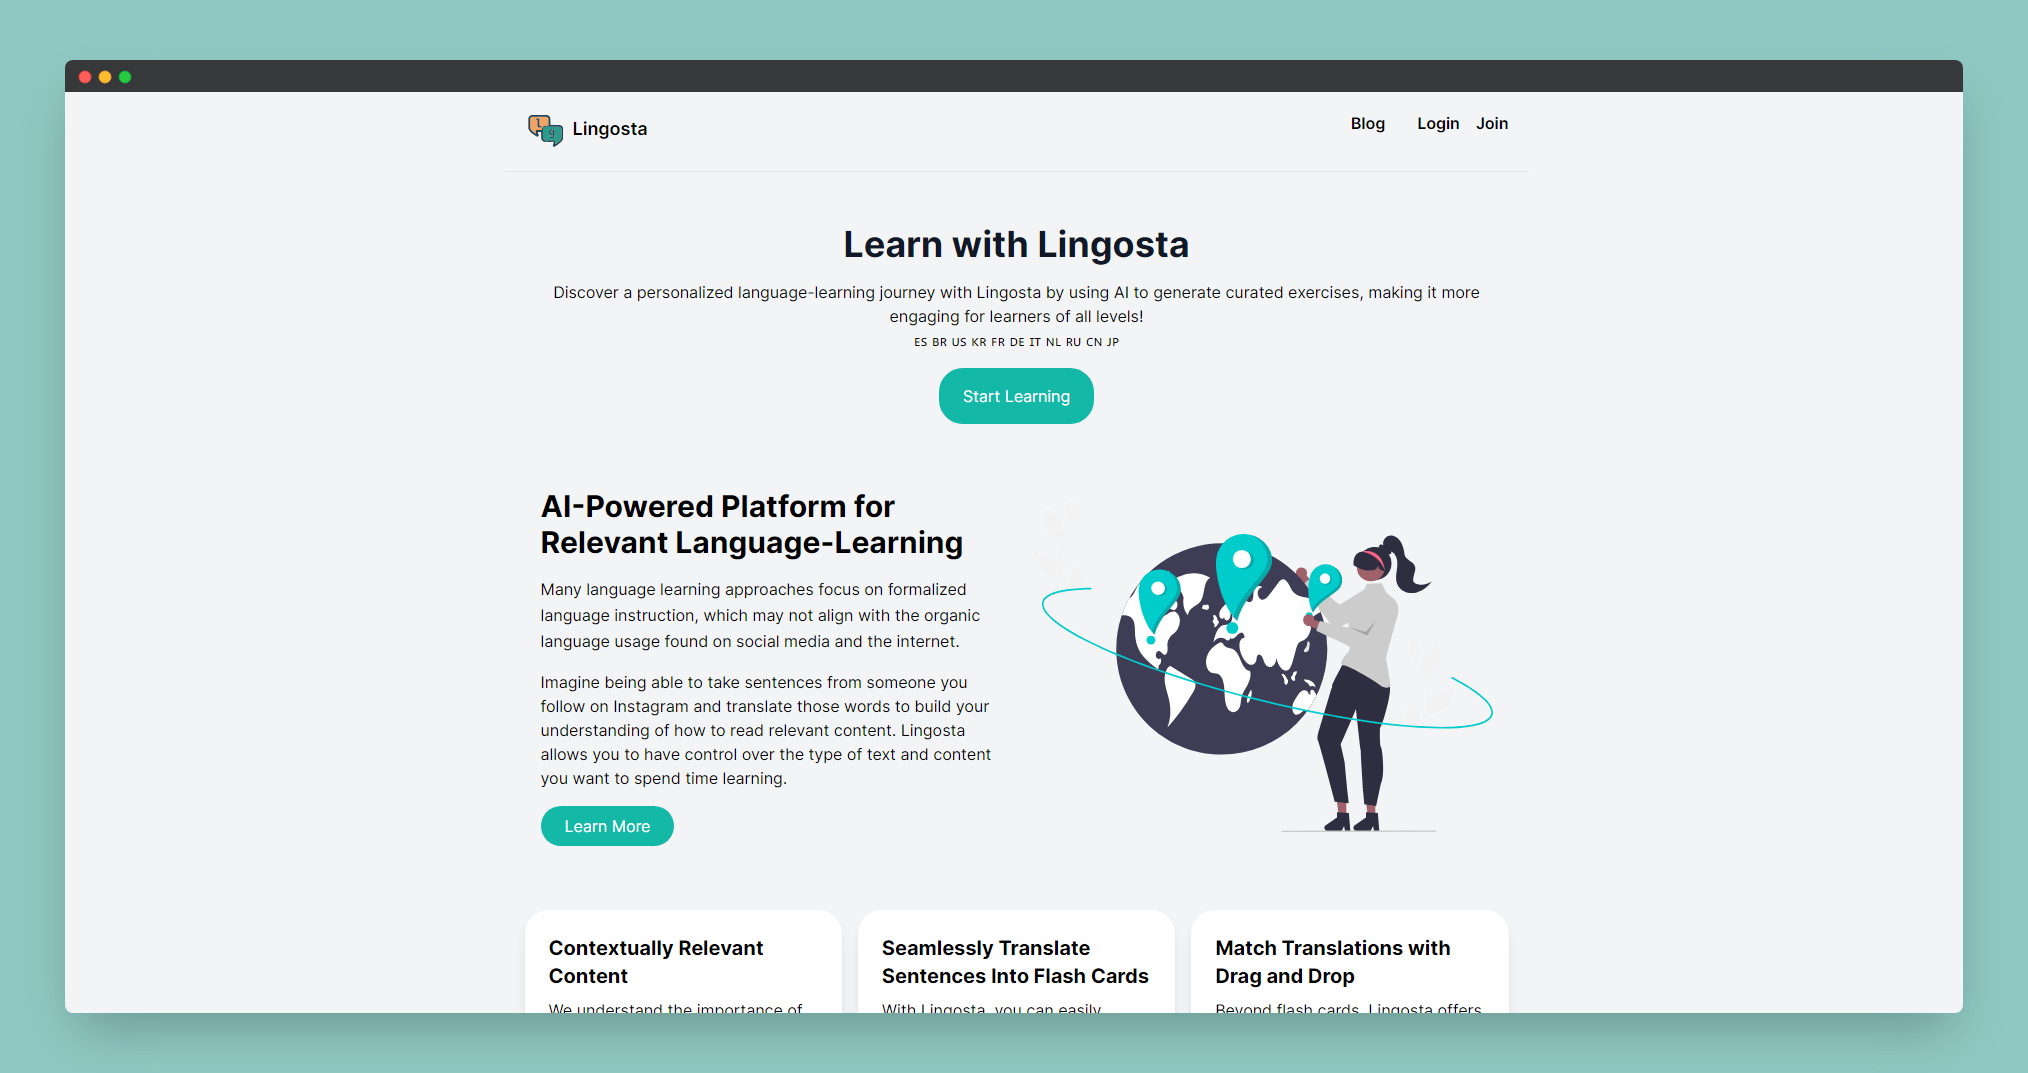 l
g
Lingosta
Blog Login Join
Learn with Lingosta
Discover a personalized language-learning journey with Lingosta by using AI to generate curated exercises, making it more
engaging for learners of all levels!
ES BR US KR FR DE IT NL RU CN JP
Start Learning
AI-Powered Platform for
Relevant Language-Learning
Many language learning approaches focus on formalized
language instruction, which may not align with the organic
language usage found on social media and the internet.
Imagine being able to take sentences from someone you
follow on Instagram and translate those words to build your
understanding of how to read relevant content. Lingosta
allows you to have control over the type of text and content
you want to spend time learning.
Learn More
Contextually Relevant
Content
We understand the importance of
Seamlessly Translate
Sentences Into Flash Cards
With Lingosta, you can easily
Match Translations with
Drag and Drop
Beyond flash cards, Lingosta offers